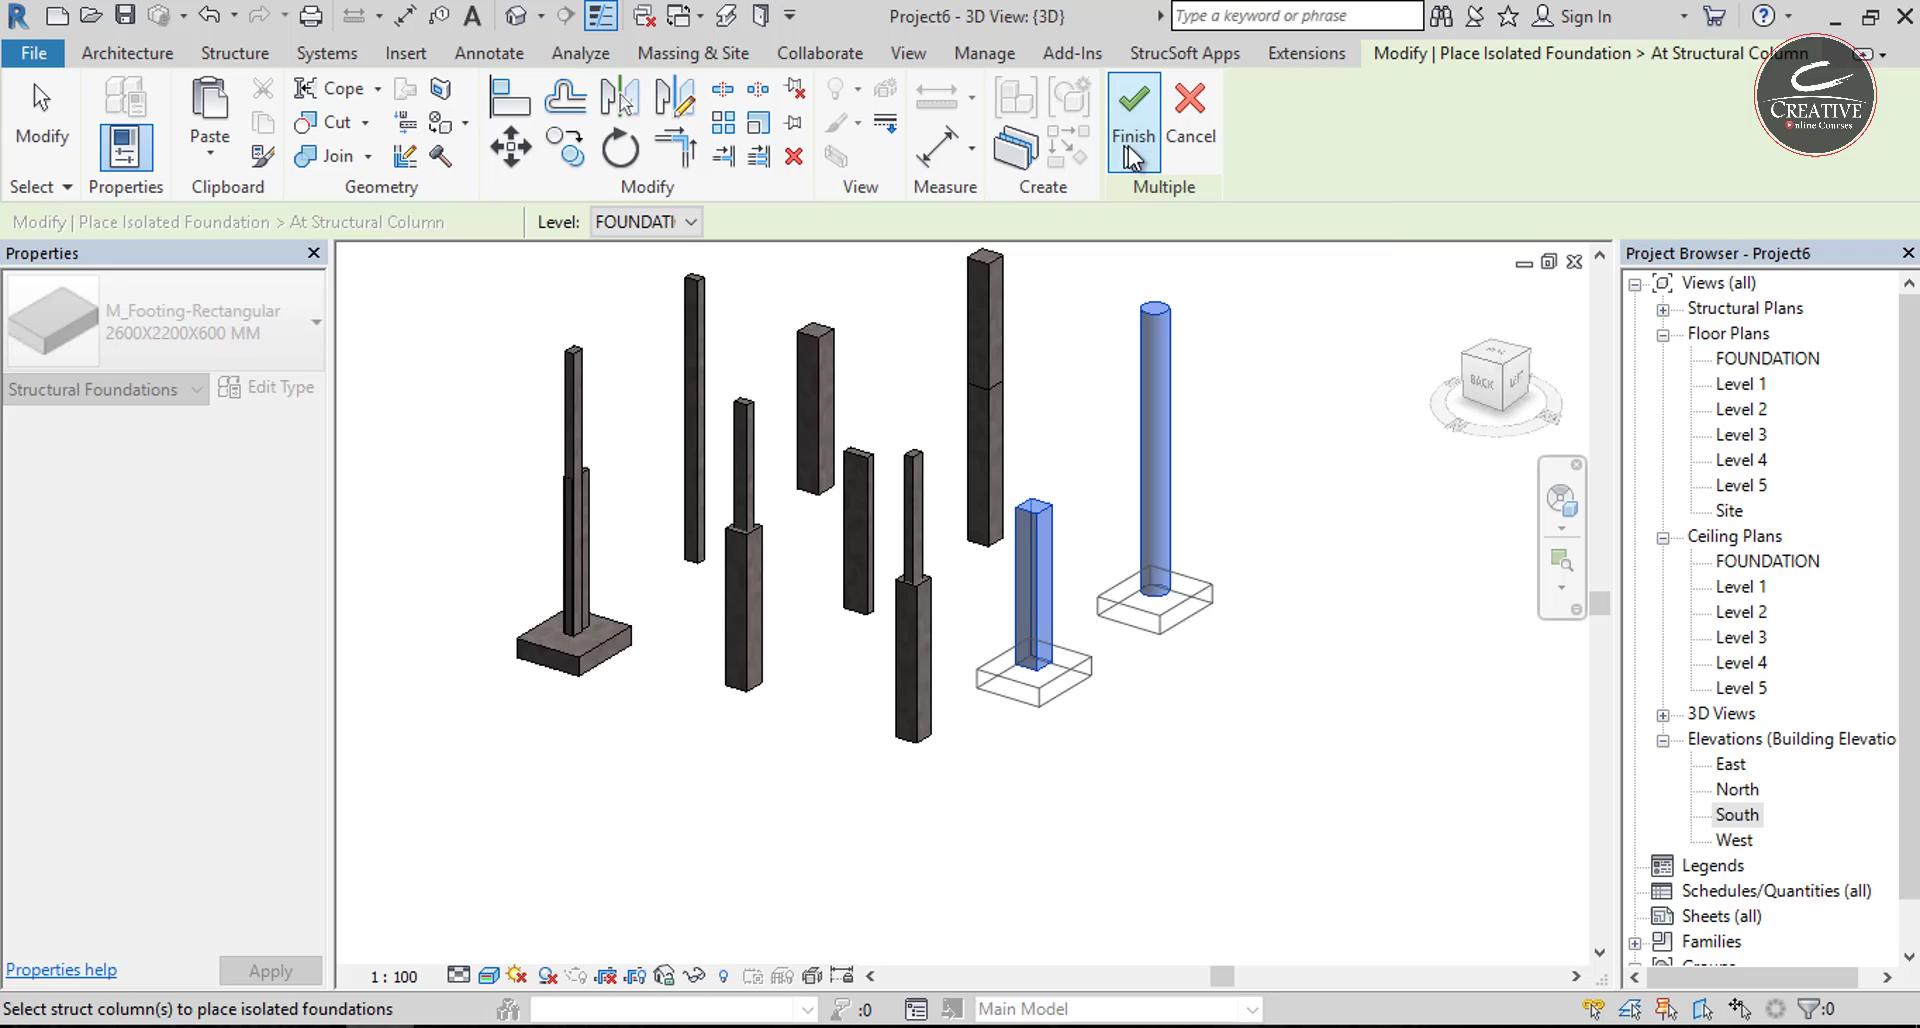 Project6 - 3D View: {3D}
Type a keyword or phrase
Sign In
File
Architecture
Structure
Systems
Insert
Annotate
Analyze
Massing & Site
Collaborate
View
Manage
Add-Ins
StrucSoft Apps
Extensions
Modify | Place Isolated Foundation > At Structural Column
CREATIVE
Online Courses
Modify
Paste
Cope
Cut
Join
Finish
Cancel
Select
Properties
Clipboard
Geometry
Modify
View
Measure
Create
Multiple
Modify | Place Isolated Foundation > At Structural Column
Level:
FOUNDATI
Properties
M_Footing-Rectangular
2600X2200X600 MM
Structural Foundations
Edit Type
Properties help
Apply
BACK
Project Browser - Project6
Views (all)
Structural Plans
Floor Plans
FOUNDATION
Level 1
Level 2
Level 3
Level 4
Level 5
Site
Ceiling Plans
FOUNDATION
Level 1
Level 2
Level 3
Level 4
Level 5
3D Views
Elevations (Building Elevatio
East
North
South
West
Legends
Schedules/Quantities (all)
Sheets (all)
Families
1 : 100
Select struct column(s) to place isolated foundations
:0
Main Model
:0